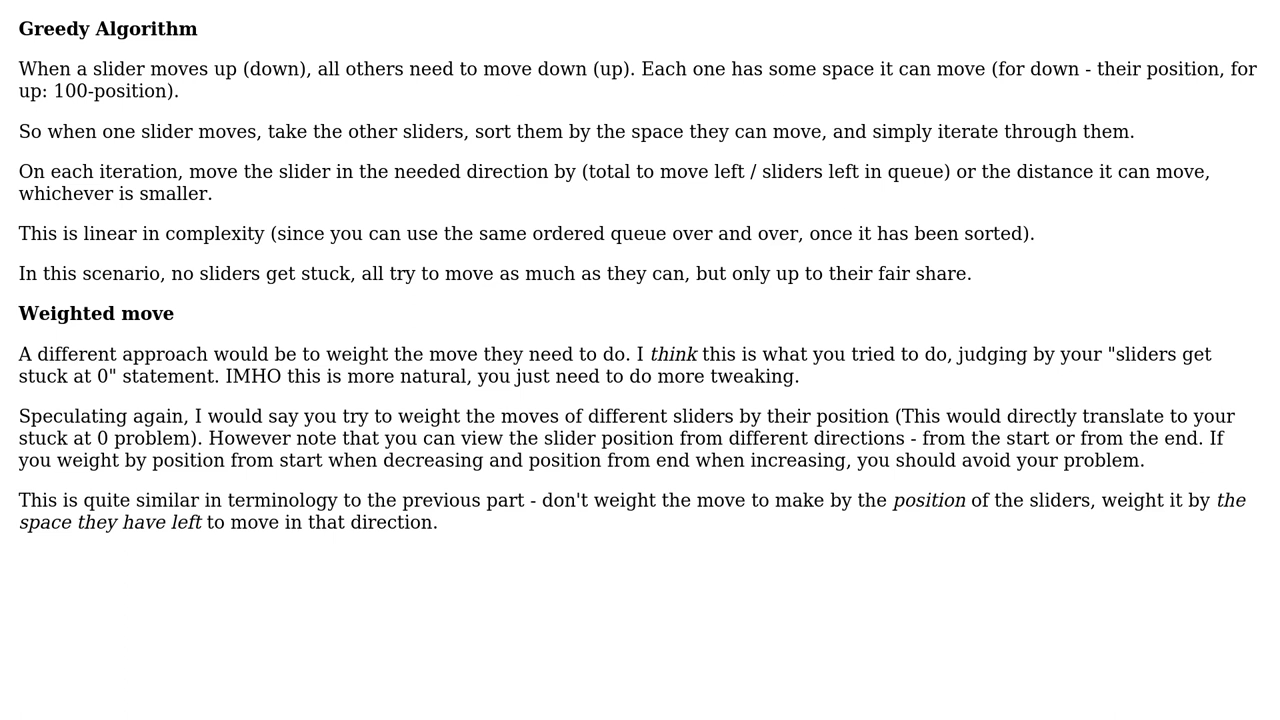 Greedy Algorithm
When a slider moves up (down), all others need to move down (up). Each one has some space it can move (for down - their position, for
up: 100-position).
So when one slider moves, take the other sliders, sort them by the space they can move, and simply iterate through them.
On each iteration, move the slider in the needed direction by (total to move left / sliders left in queue) or the distance it can move,
whichever is smaller.
This is linear in complexity (since you can use the same ordered queue over and over, once it has been sorted).
In this scenario, no sliders get stuck, all try to move as much as they can, but only up to their fair share.
Weighted move
A different approach would be to weight the move they need to do. I think this is what you tried to do, judging by your "sliders get
stuck at 0" statement. IMHO this is more natural, you just need to do more tweaking.
Speculating again, I would say you try to weight the moves of different sliders by their position (This would directly translate to your
stuck at 0 problem). However note that you can view the slider position from different directions - from the start or from the end. If
you weight by position from start when decreasing and position from end when increasing, you should avoid your problem.
This is quite similar in terminology to the previous part - don't weight the move to make by the position of the sliders, weight it by the
space they have left to move in that direction.